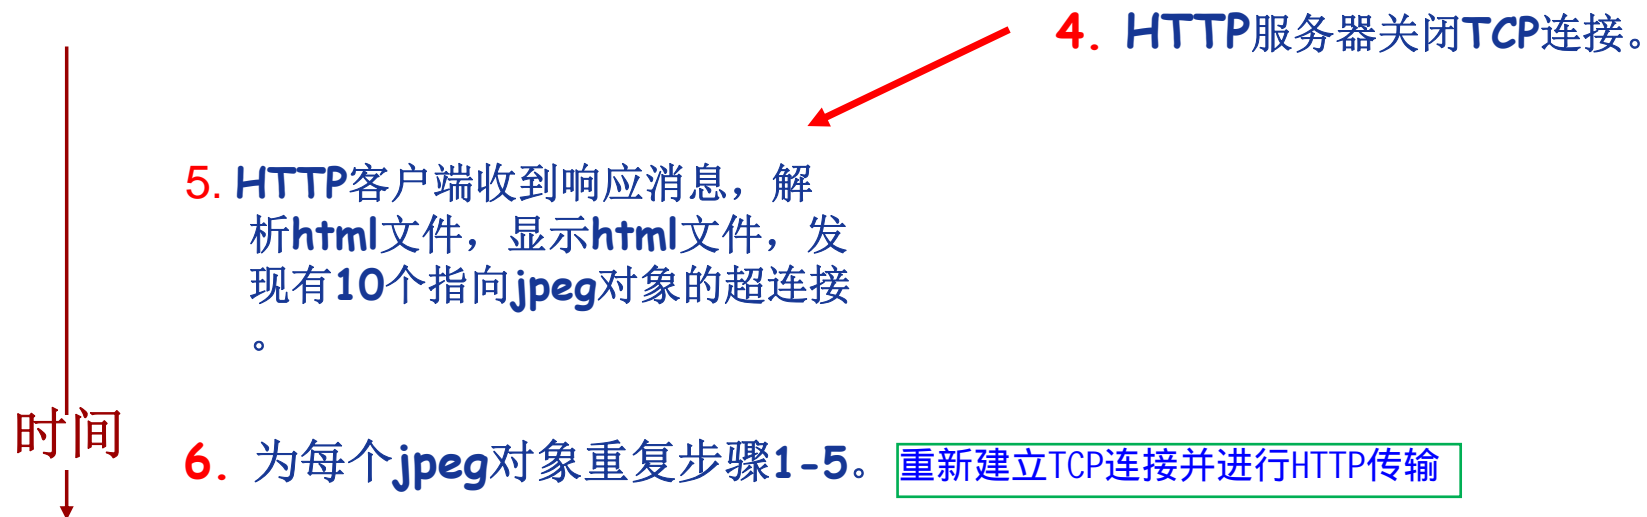 4. HTTP服务器关闭TCP连接。
5. HTTP客户端收到响应消息，解
析html文件，显示html文件，发
现有10个指向jpeg对象的超连接
。
时间
6. 为每个jpeg对象重复步骤1-5。 重新建立TCP连接并进行HTTP传输